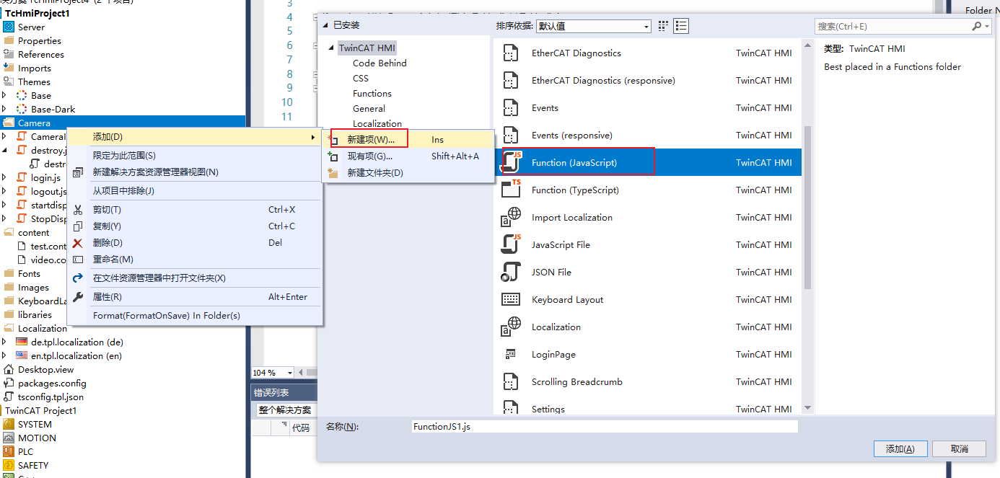 TcHmiProject1
Server
Properties
References
Imports
Themes
Base
Base-Dark
Camera
CameraI
destroy.j
destr
login.js
logout.js
startdisp
StopDisp
content
test.cont
video.co
Fonts
Images
KeyboardLa
libraries
Localization
de.tpl.localization (de)
en.tpl.localization (en)
Desktop.view
packages.config
tsconfig.tpl.json
TwinCAT Project1
SYSTEM
MOTION
PLC
SAFETY
添加(D)
限定为此范围(S)
新建解决方案资源管理器视图(N)
从项目中排除(J)
剪切(T) Ctrl+X
复制(Y) Ctrl+C
删除(D) Del
重命名(M)
在文件资源管理器中打开文件夹(X)
属性(R) Alt+Enter
Format(FormatOnSave) In Folder(s)
新建项(W)... Ins
现有项(G)... Shift+Alt+A
新建文件夹(D)
3
4
5
6
7
8
9
10
11
104 %
错误列表
整个解决方案
代码
Folder N
已安装
TwinCAT HMI
Code Behind
CSS
Functions
General
Localization
排序依据: 默认值
搜索(Ctrl+E)
EtherCAT Diagnostics TwinCAT HMI
EtherCAT Diagnostics (responsive) TwinCAT HMI
Events TwinCAT HMI
Events (responsive) TwinCAT HMI
JS Function (JavaScript) TwinCAT HMI
TS Function (TypeScript) TwinCAT HMI
a Import Localization TwinCAT HMI
JS JavaScript File TwinCAT HMI
JSON File TwinCAT HMI
Keyboard Layout TwinCAT HMI
a Localization TwinCAT HMI
LoginPage TwinCAT HMI
Scrolling Breadcrumb TwinCAT HMI
Settings TwinCAT HMI
类型: TwinCAT HMI
Best placed in a Functions folder
名称(N): FunctionJS1.js
添加(A) 取消